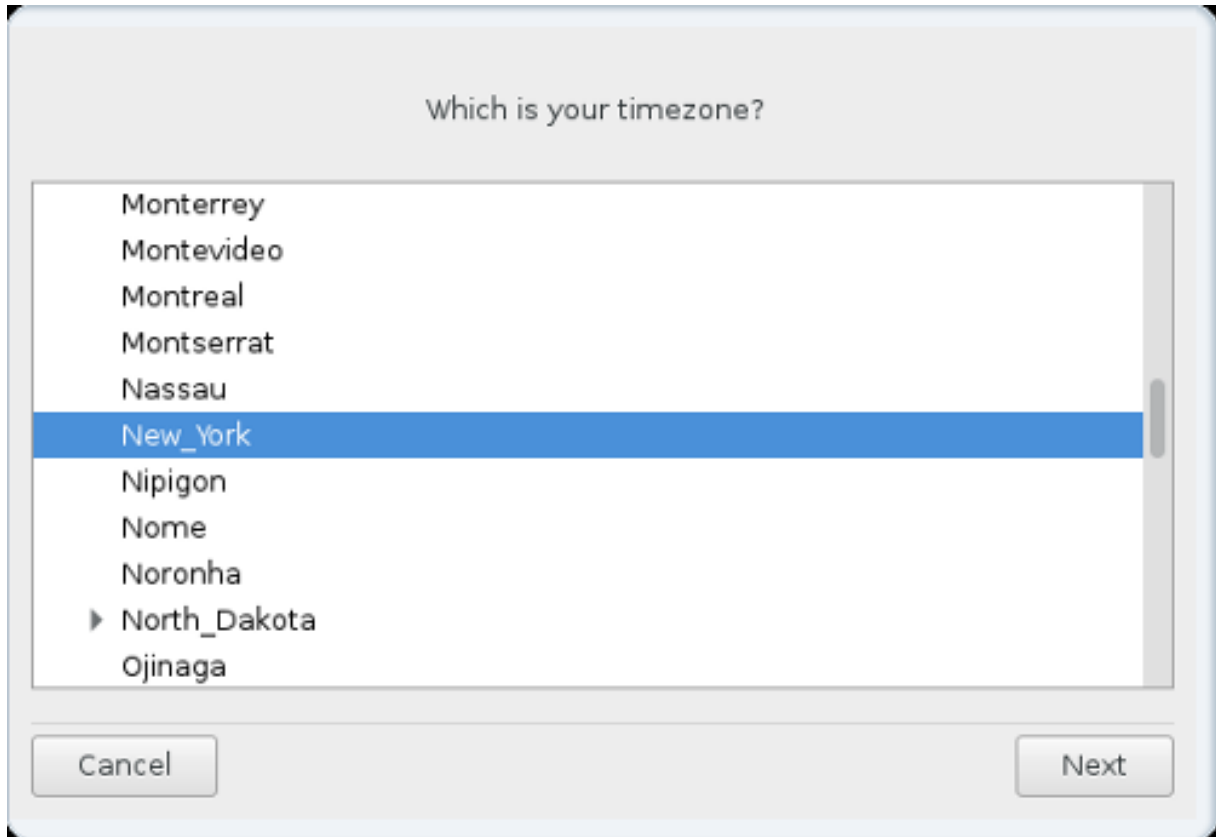 Which is your timezone?
Monterrey
Montevideo
Montreal
Montserrat
Nassau
New_York
Nipigon
Nome
Noronha
North_Dakota
Ojinaga
Cancel
Next